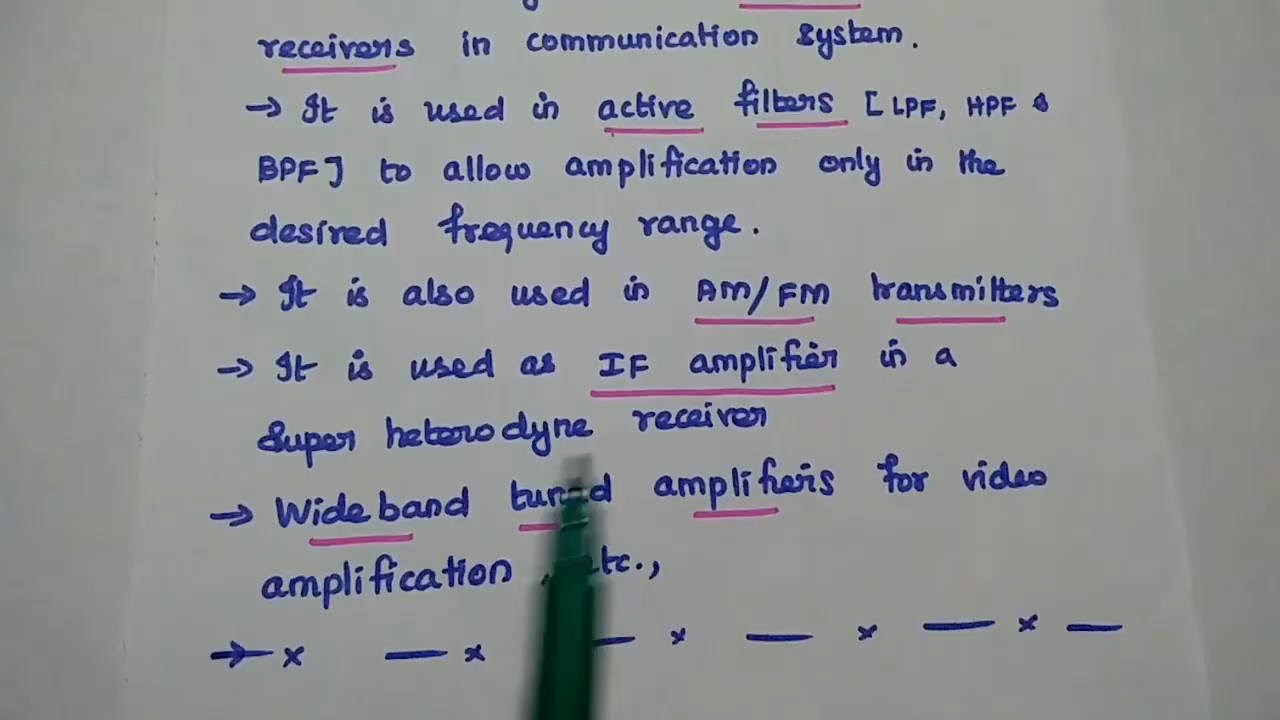 receivers in communication system.
→ It is used in active filters [LPF, HPF &
BPF] to allow amplification only in the
desired frequency range.
→ It is also used in AM/FM transmitters
→ It is used as IF amplifier in a
Super heterodyne receiver
→ Wideband tuned amplifiers for video
amplification, etc.,
→ x — x — x — x — x —